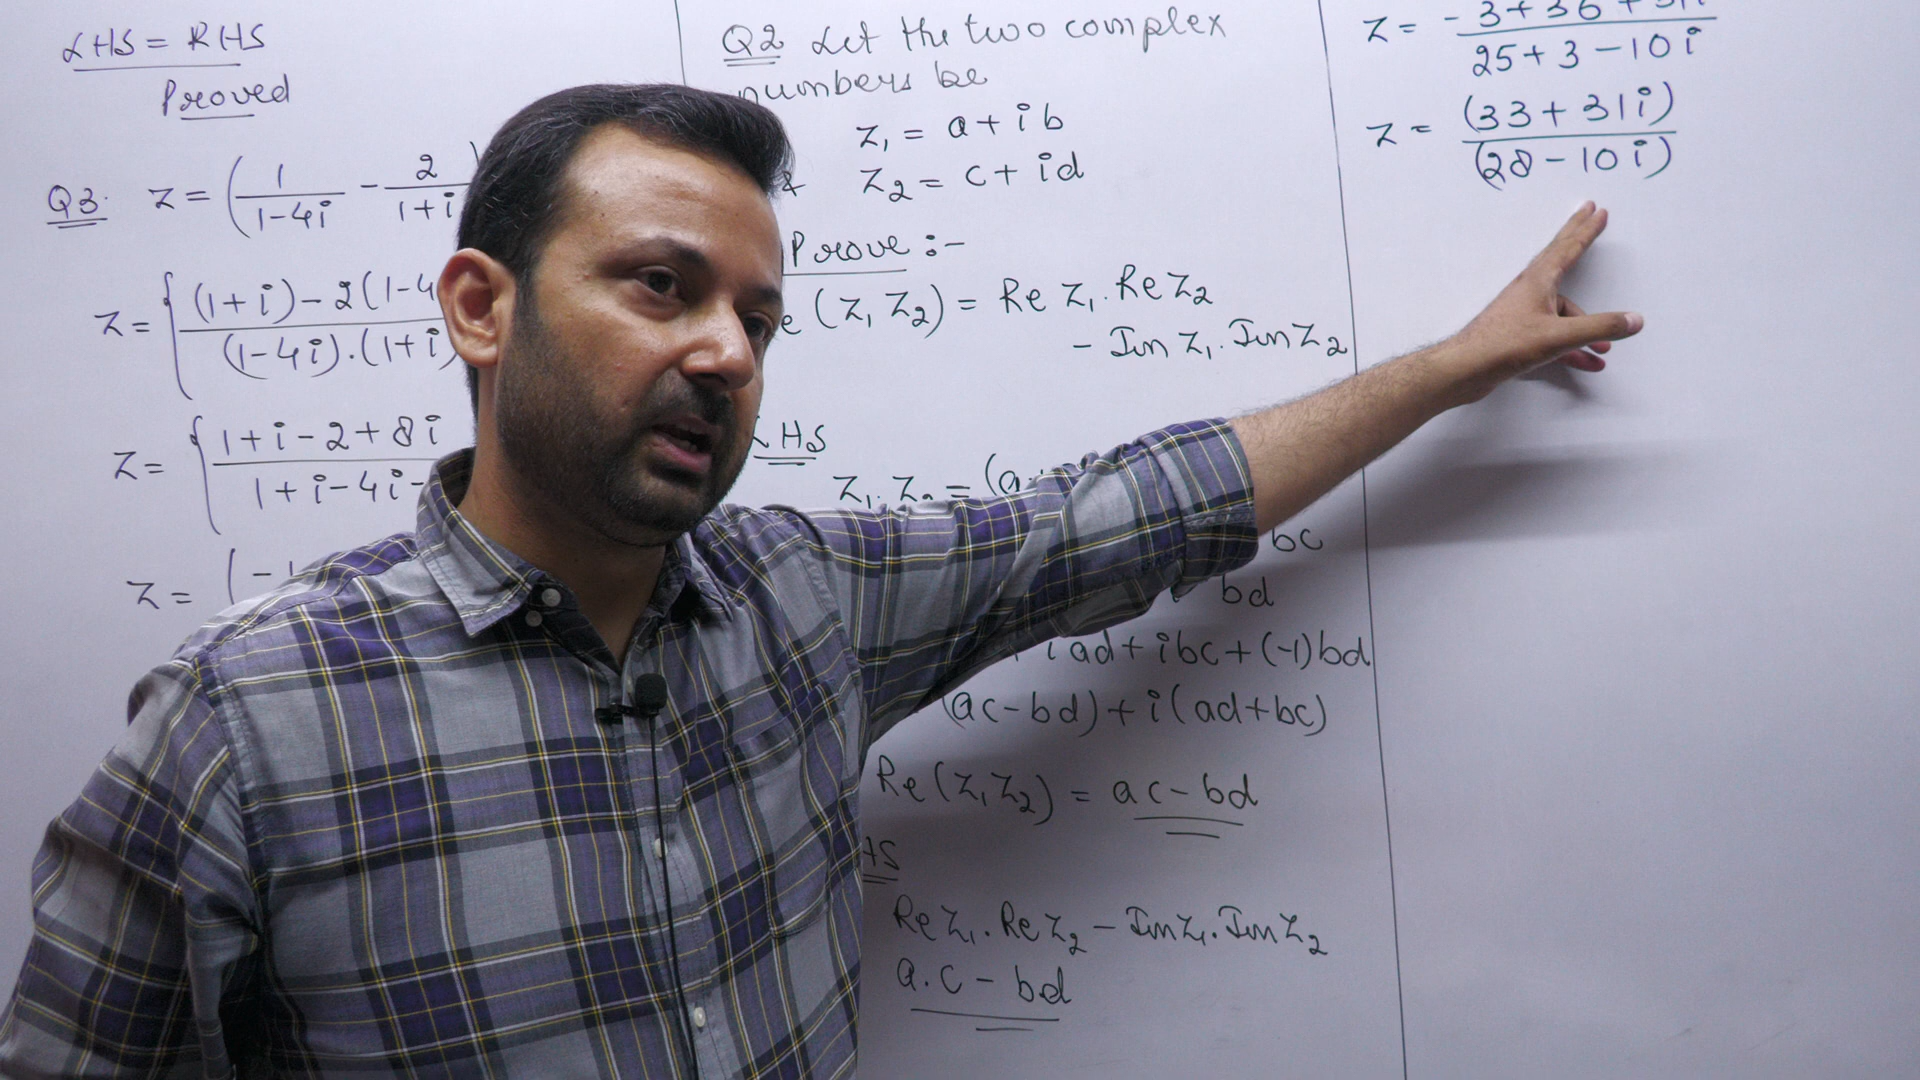 LHS = RHS
Proved
Q3. z = (1/(1-4i) - 2/(1+i)
z = {((1+i)-2(1-4
(1-4i).(1+i)
z = {1+i-2+8i
1+i-4i-
z = (-1
Q2 Let the two complex
numbers be
z₁ = a+ib
& z₂ = c+id
Prove :-
(z₁ z₂) = Re z₁. Re z₂
- Im z₁. Im z₂
LHS
z₁. z₂ = (a
bc
bd
iad+ibc+(-1)bd
(ac-bd)+i(ad+bc)
Re(z₁z₂) = ac-bd
Re z₁. Re z₂ - Im z₁. Im z₂
a.c - bd
z = -3+36+31i
25+3-10i
z = (33+31i)
(28-10i)